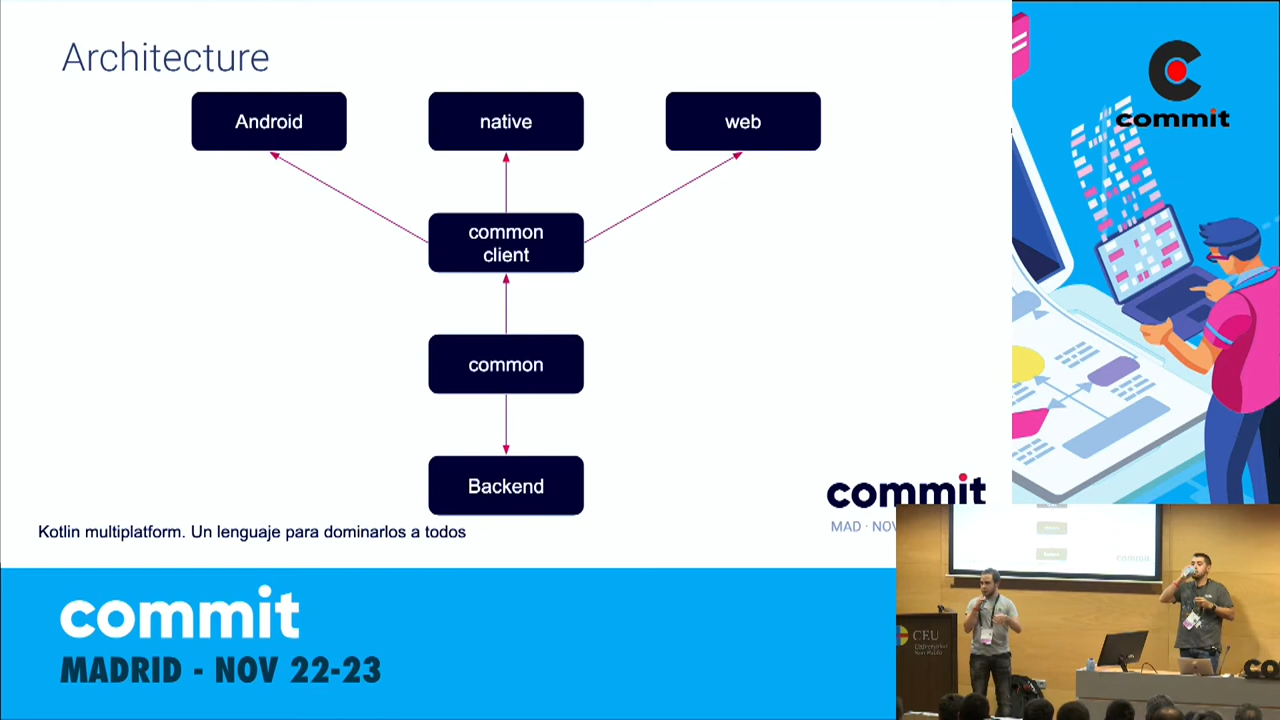 Architecture
Android
native
web
common
client
common
Backend
Kotlin multiplatform. Un lenguaje para dominarlos a todos
commit
MAD · NOV
commit
commit
MADRID - NOV 22-23
CEU